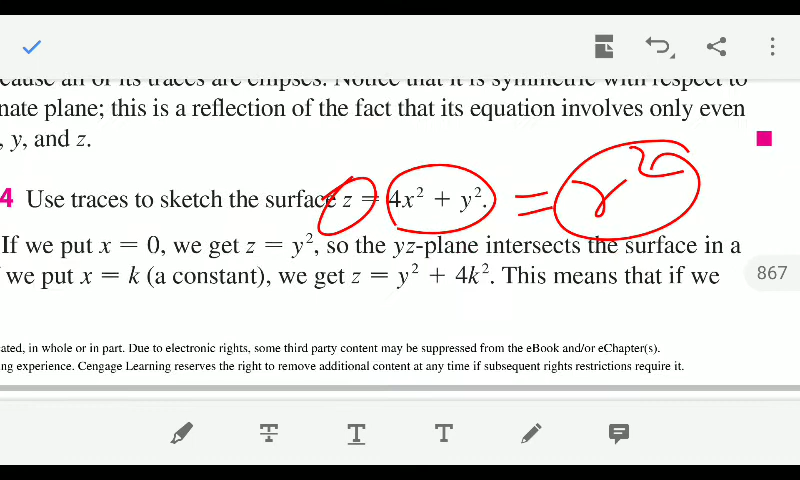 cause all of its traces are ellipses. Notice that it is symmetric with respect to
nate plane; this is a reflection of the fact that its equation involves only even
, y, and z.
4 Use traces to sketch the surface z = 4x² + y². = r²
If we put x = 0, we get z = y², so the yz-plane intersects the surface in a
we put x = k (a constant), we get z = y² + 4k². This means that if we
867
ated, in whole or in part. Due to electronic rights, some third party content may be suppressed from the eBook and/or eChapter(s).
ng experience. Cengage Learning reserves the right to remove additional content at any time if subsequent rights restrictions require it.
T T T